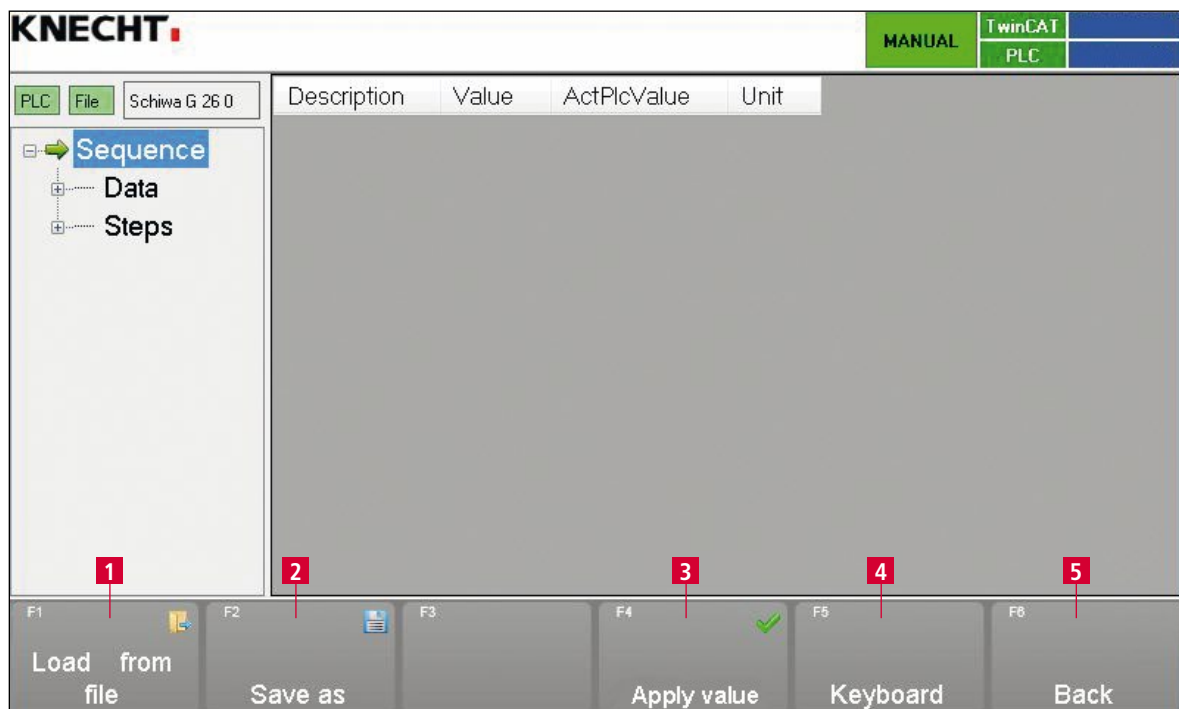 KNECHT
MANUAL
TwinCAT
PLC
PLC File Schiwa G 26 0
Description Value ActPlcValue Unit
Sequence
Data
Steps
1 2 3 4 5
F1 F2 F3 F4 F5 F6
Load from
file
Save as
Apply value
Keyboard
Back